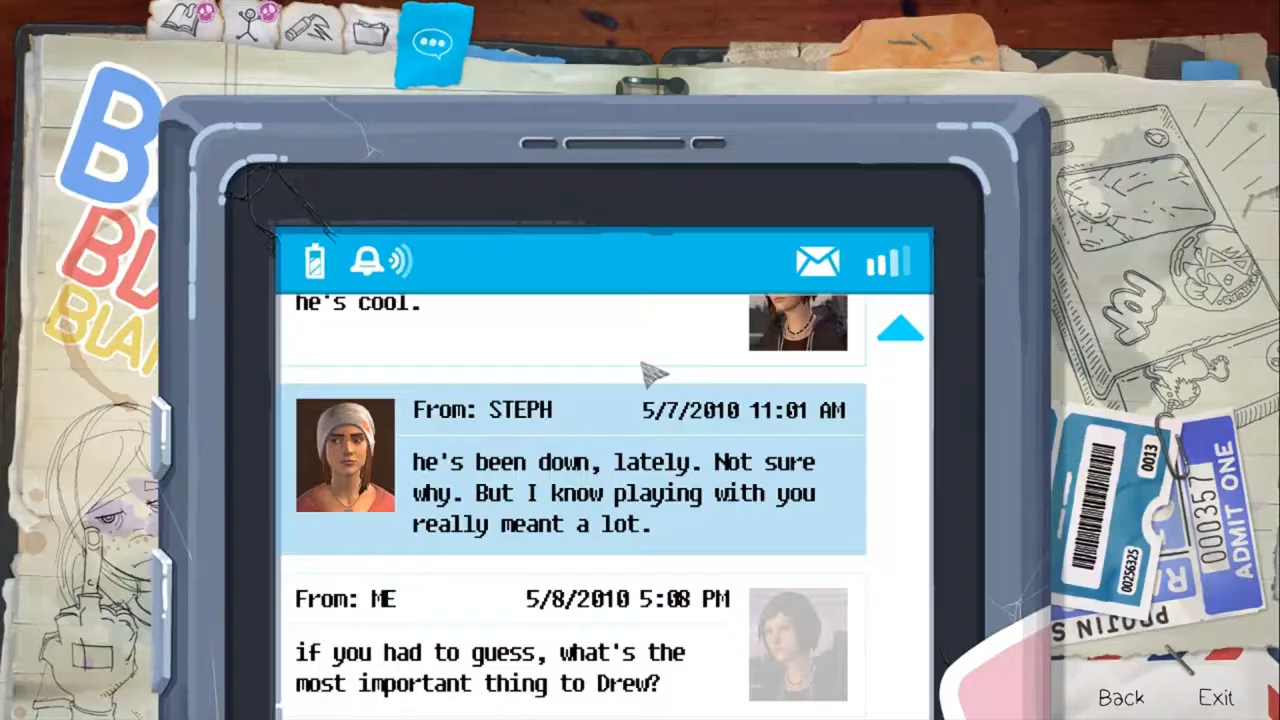 he's cool.
From: STEPH 5/7/2010 11:01 AM
he's been down, lately. Not sure
why. But I know playing with you
really meant a lot.
From: ME 5/8/2010 5:08 PM
if you had to guess, what's the
most important thing to Drew?
0013
00256325
000357
ADMIT ONE
Back Exit